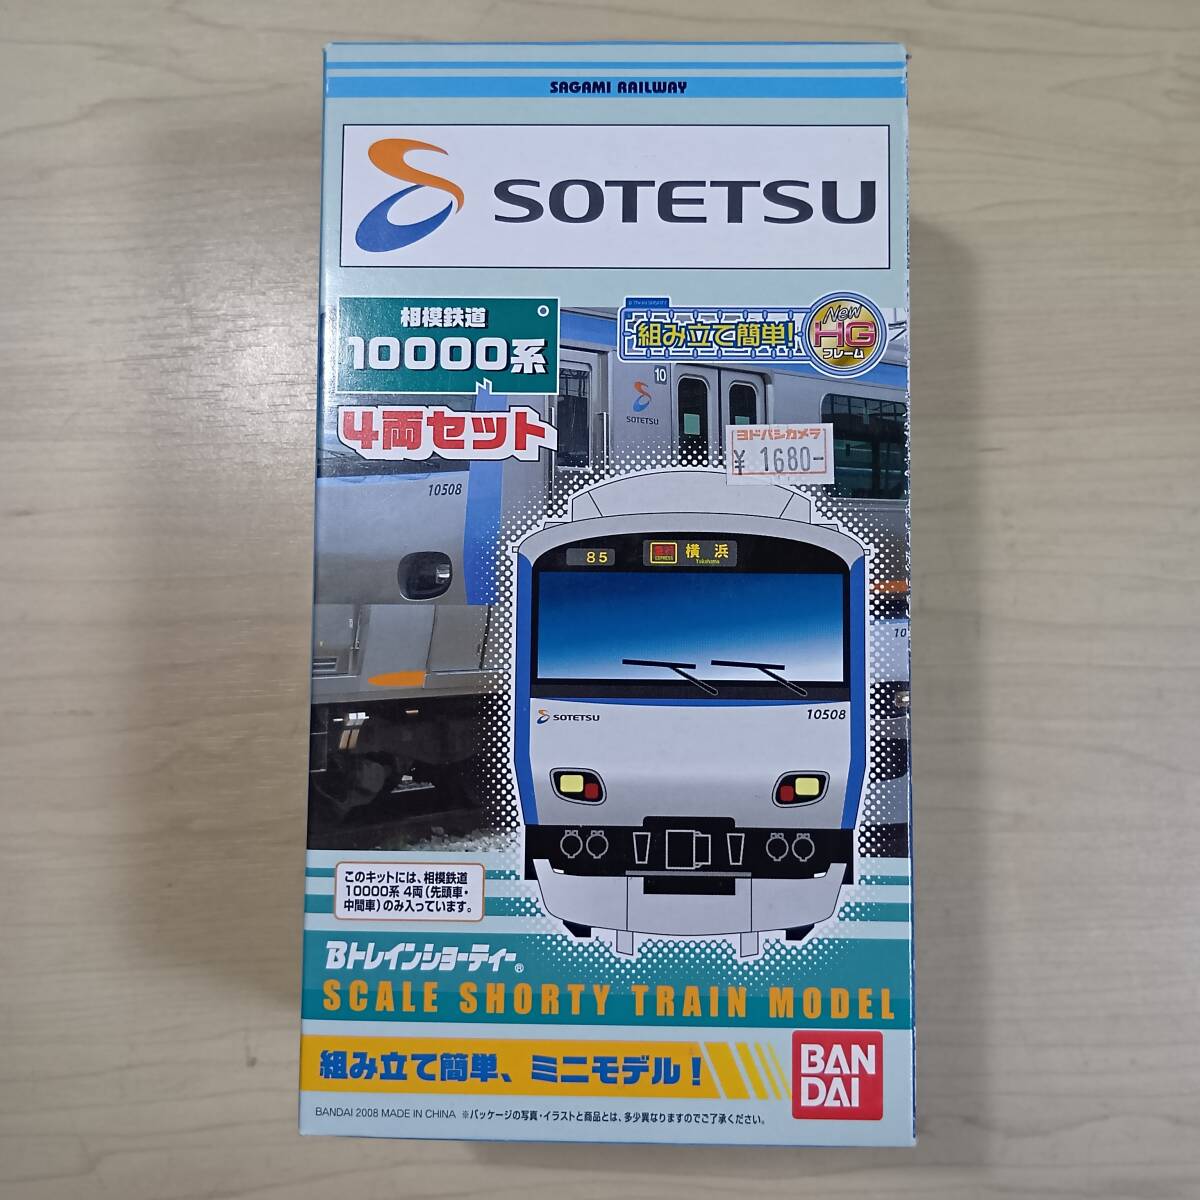 SAGAMI RAILWAY
SOTETSU
相模鉄道
10000系
4両セット
組み立て簡単!
New
HG
フレーム
10
SOTETSU
ヨドバシカメラ
¥ 1680-
10508
85
急行
EXPRESS
横浜
Yokohama
10
SOTETSU
10508
このキットには、相模鉄道
10000系 4両(先頭車・
中間車)のみ入っています。
Bトレインショーティー®
SCALE SHORTY TRAIN MODEL
組み立て簡単、ミニモデル!
BAN
DAI
BANDAI 2008 MADE IN CHINA ※パッケージの写真・イラストと商品とは、多少異なりますのでご了承ください。